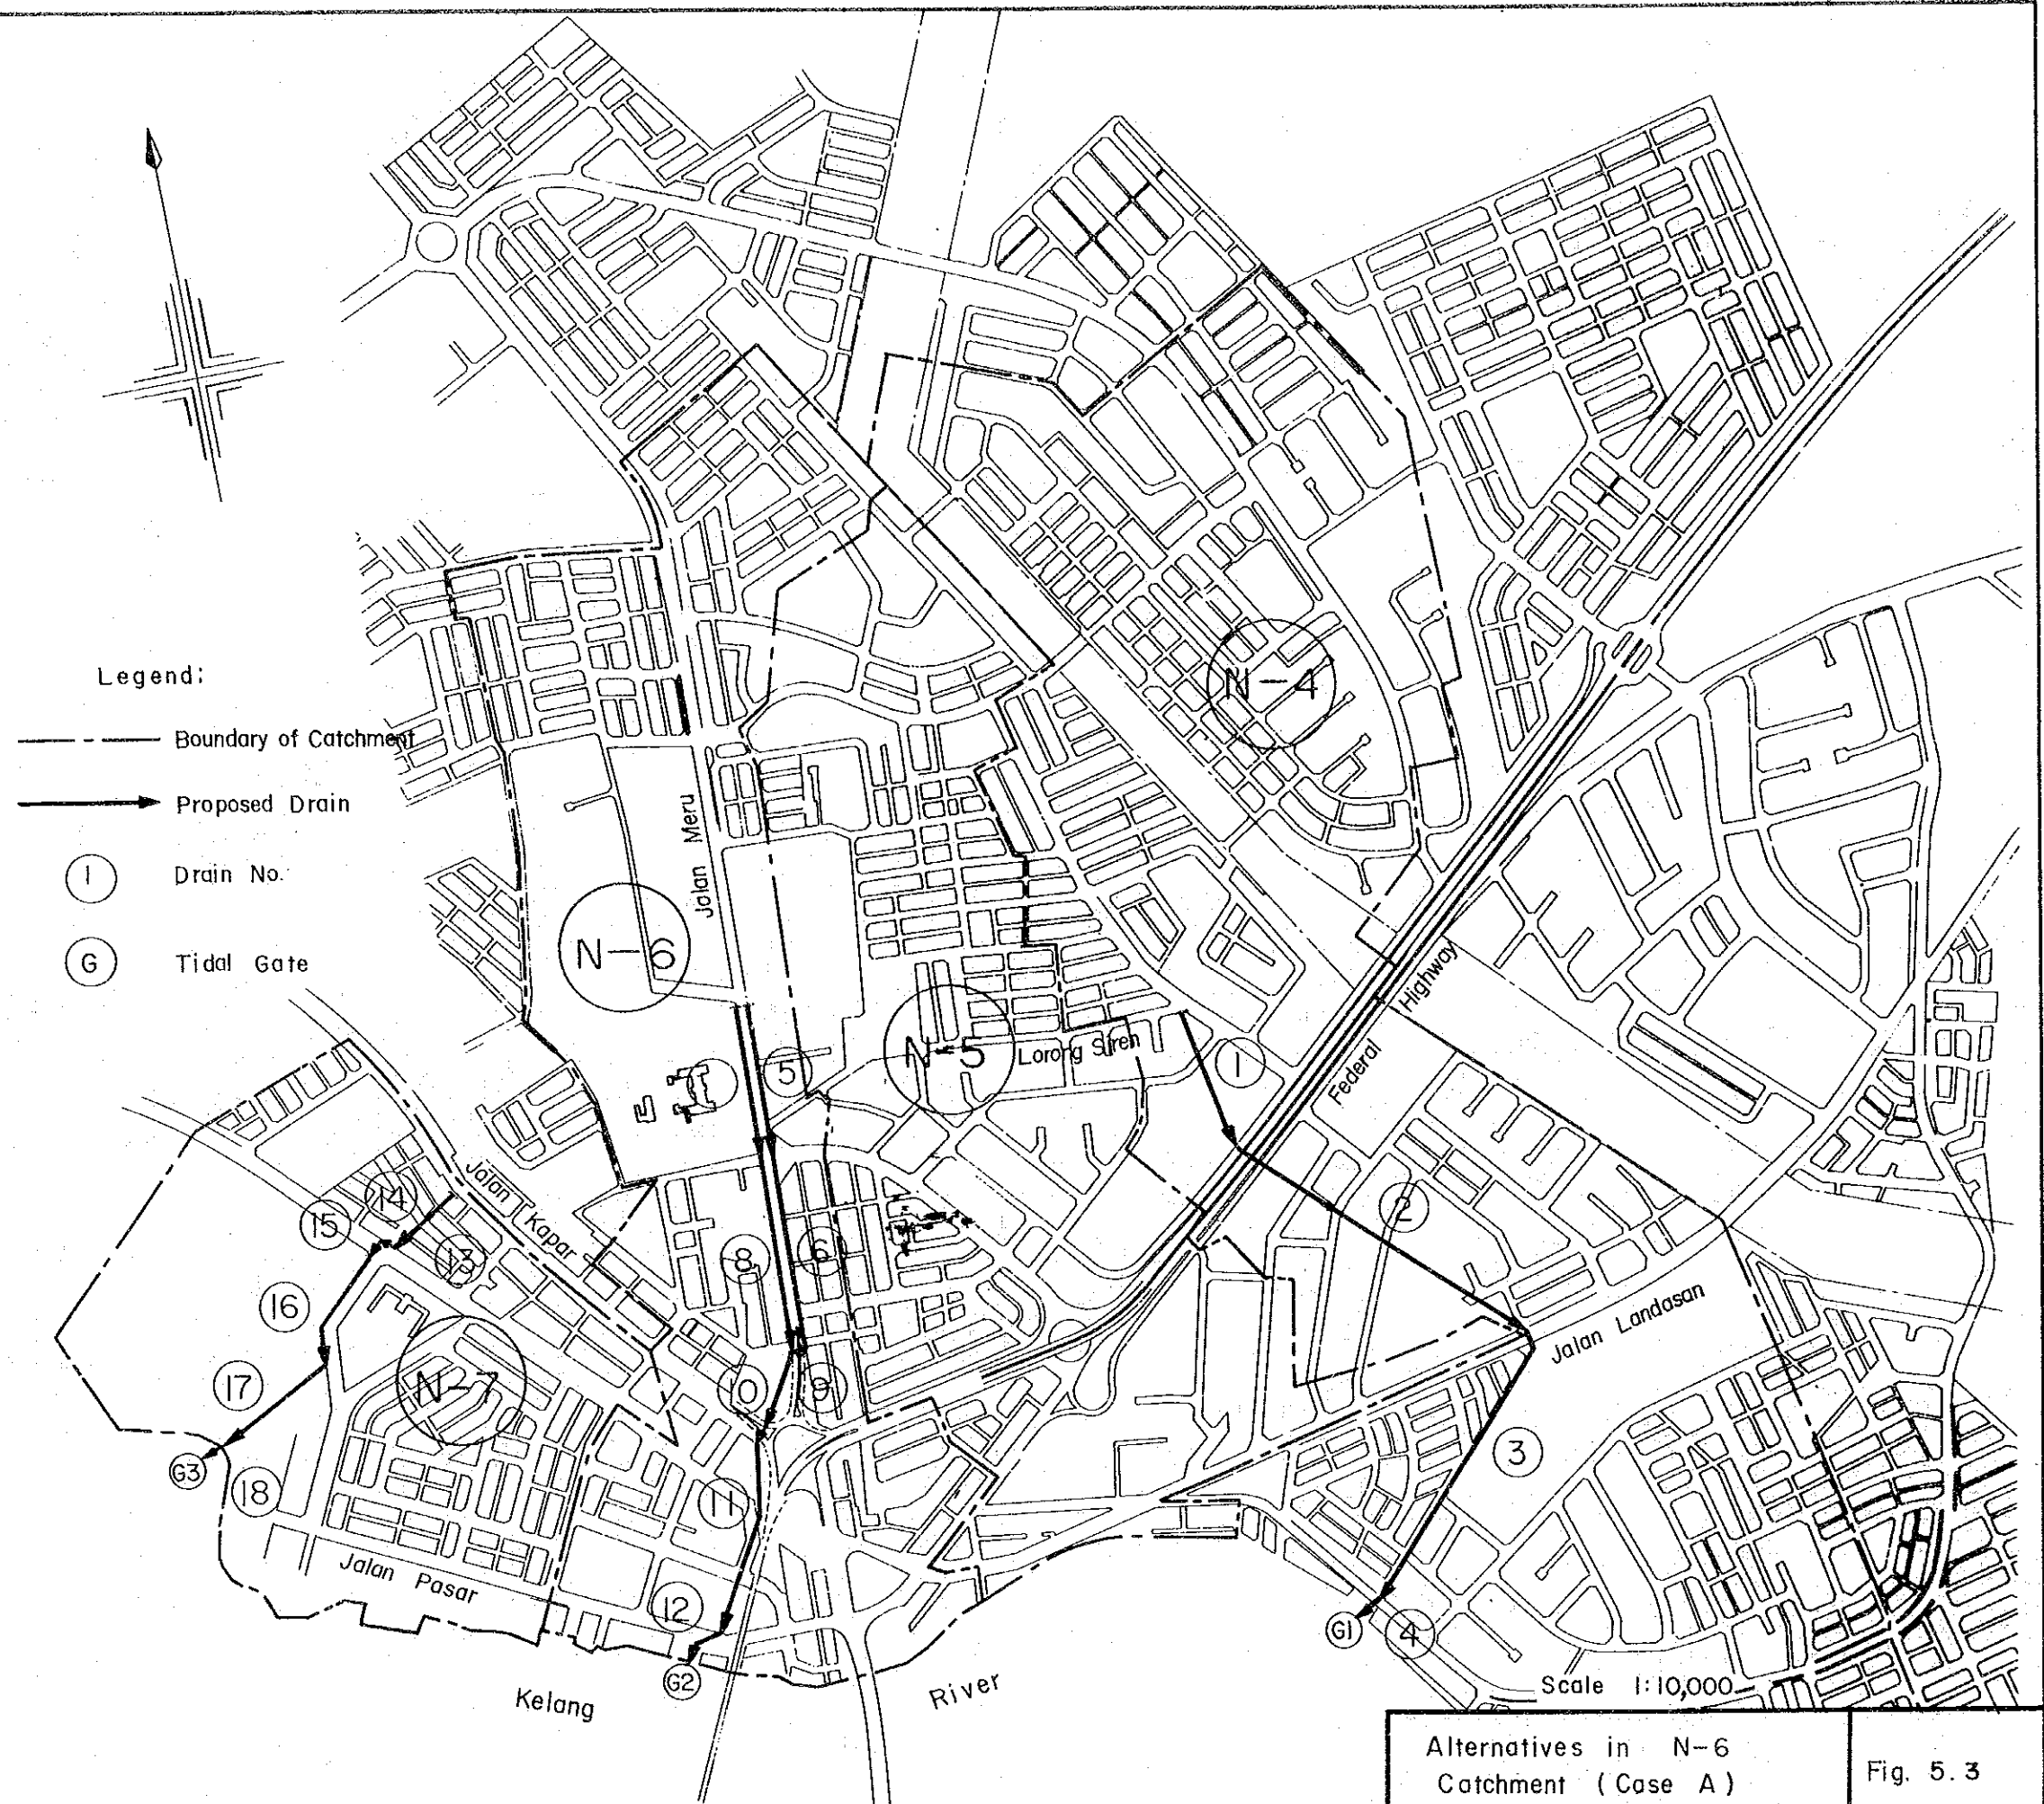 N-4
Legend:
Boundary of Catchment
Proposed Drain
1 Drain No.
G Tidal Gate
Jalan Meru
N-6
N-5
Lorong Siren
Federal Highway
1
5
2
Jalan Kapar
14
15
13
8
6
16
17
N-7
10
9
Jalan Landasan
3
G3
18
11
Jalan Pasar
12
G1
4
G2
Kelang River
Scale 1:10,000
Alternatives in N-6
Catchment (Case A)
Fig. 5.3